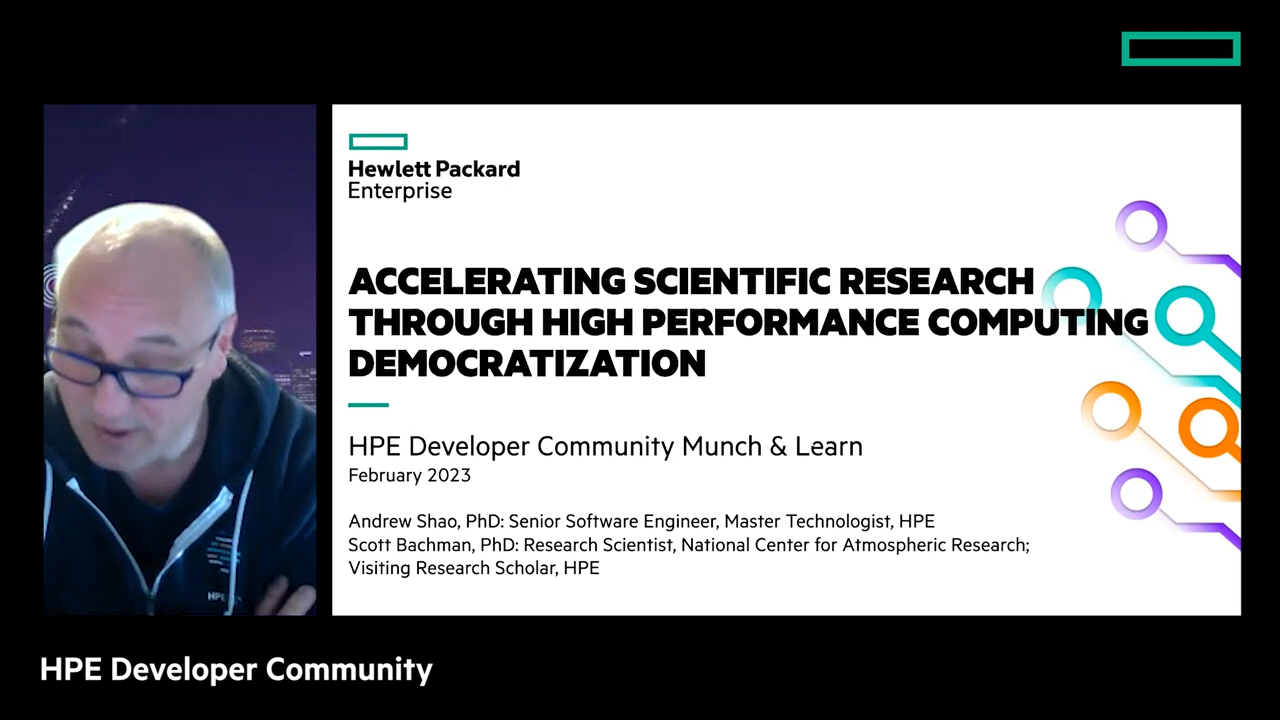 Hewlett Packard
Enterprise
ACCELERATING SCIENTIFIC RESEARCH
THROUGH HIGH PERFORMANCE COMPUTING
DEMOCRATIZATION
HPE Developer Community Munch & Learn
February 2023
Andrew Shao, PhD: Senior Software Engineer, Master Technologist, HPE
Scott Bachman, PhD: Research Scientist, National Center for Atmospheric Research;
Visiting Research Scholar, HPE
HPE Developer Community